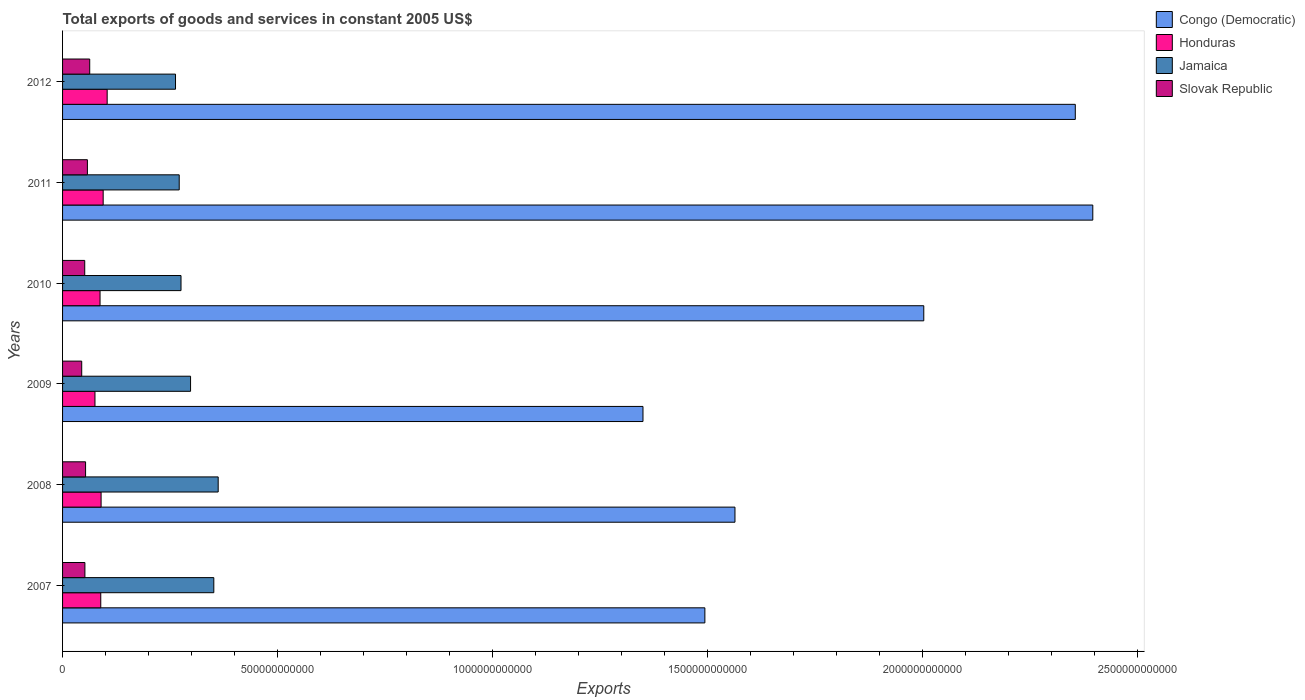 Total exports of goods and services in constant 2005 US$
Congo (Democratic)
Honduras
Jamaica
Slovak Republic
2012
2011
2010
2009
2008
2007
Years
0
500000000000
1000000000000
1500000000000
2000000000000
2500000000000
Exports